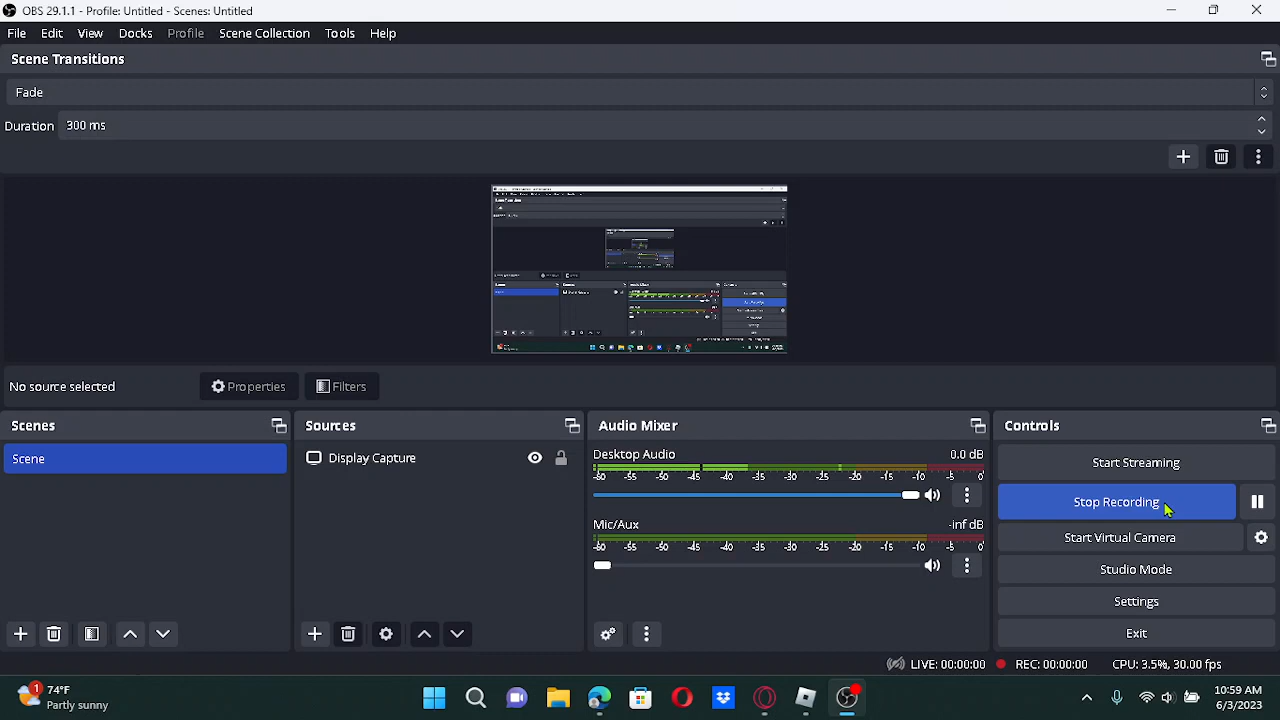 OBS 29.1.1 - Profile: Untitled - Scenes: Untitled
File Edit View Docks Profile Scene Collection Tools Help
Scene Transitions
Fade
Duration 300 ms
No source selected Properties Filters
Scenes Sources Audio Mixer Controls
Scene
Display Capture
Desktop Audio 0.0 dB
-60 -55 -50 -45 -40 -35 -30 -25 -20 -15 -10 -5 0
Mic/Aux -inf dB
-60 -55 -50 -45 -40 -35 -30 -25 -20 -15 -10 -5 0
Start Streaming
Stop Recording
Start Virtual Camera
Studio Mode
Settings
Exit
LIVE: 00:00:00 REC: 00:00:00 CPU: 3.5%, 30.00 fps
1 74°F
10:59 AM
6/3/2023